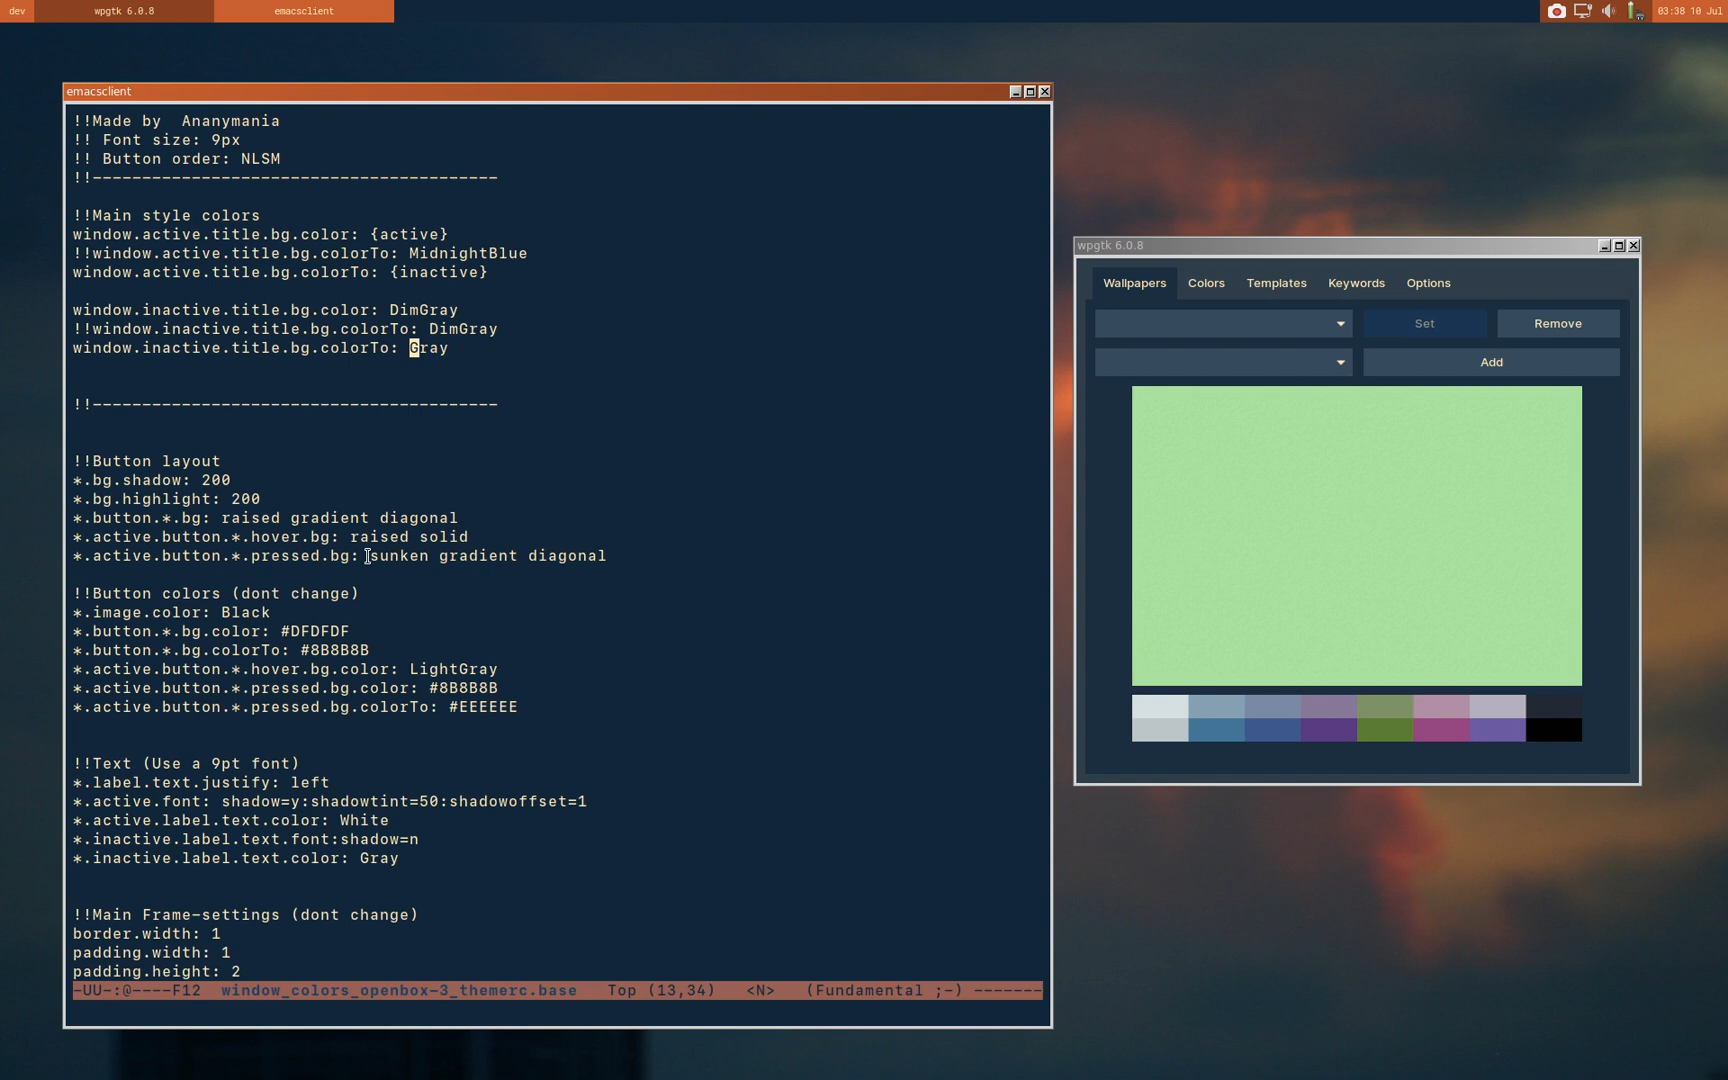 dev
wpgtk 6.0.8
emacsclient
03:38 10 Jul
emacsclient
!!Made by  Ananymania
!! Font size: 9px
!! Button order: NLSM
!!-----------------------------------------
!!Main style colors
window.active.title.bg.color: {active}
!!window.active.title.bg.colorTo: MidnightBlue
window.active.title.bg.colorTo: {inactive}
window.inactive.title.bg.color: DimGray
!!window.inactive.title.bg.colorTo: DimGray
window.inactive.title.bg.colorTo: Gray
!!-----------------------------------------
!!Button layout
*.bg.shadow: 200
*.bg.highlight: 200
*.button.*.bg: raised gradient diagonal
*.active.button.*.hover.bg: raised solid
*.active.button.*.pressed.bg: sunken gradient diagonal
!!Button colors (dont change)
*.image.color: Black
*.button.*.bg.color: #DFDFDF
*.button.*.bg.colorTo: #8B8B8B
*.active.button.*.hover.bg.color: LightGray
*.active.button.*.pressed.bg.color: #8B8B8B
*.active.button.*.pressed.bg.colorTo: #EEEEEE
!!Text (Use a 9pt font)
*.label.text.justify: left
*.active.font: shadow=y:shadowtint=50:shadowoffset=1
*.active.label.text.color: White
*.inactive.label.text.font:shadow=n
*.inactive.label.text.color: Gray
!!Main Frame-settings (dont change)
border.width: 1
padding.width: 1
padding.height: 2
-UU-:@----F12  window_colors_openbox-3_themerc.base   Top (13,34)   <N>   (Fundamental ;-) -------
wpgtk 6.0.8
Wallpapers
Colors
Templates
Keywords
Options
Set
Remove
Add